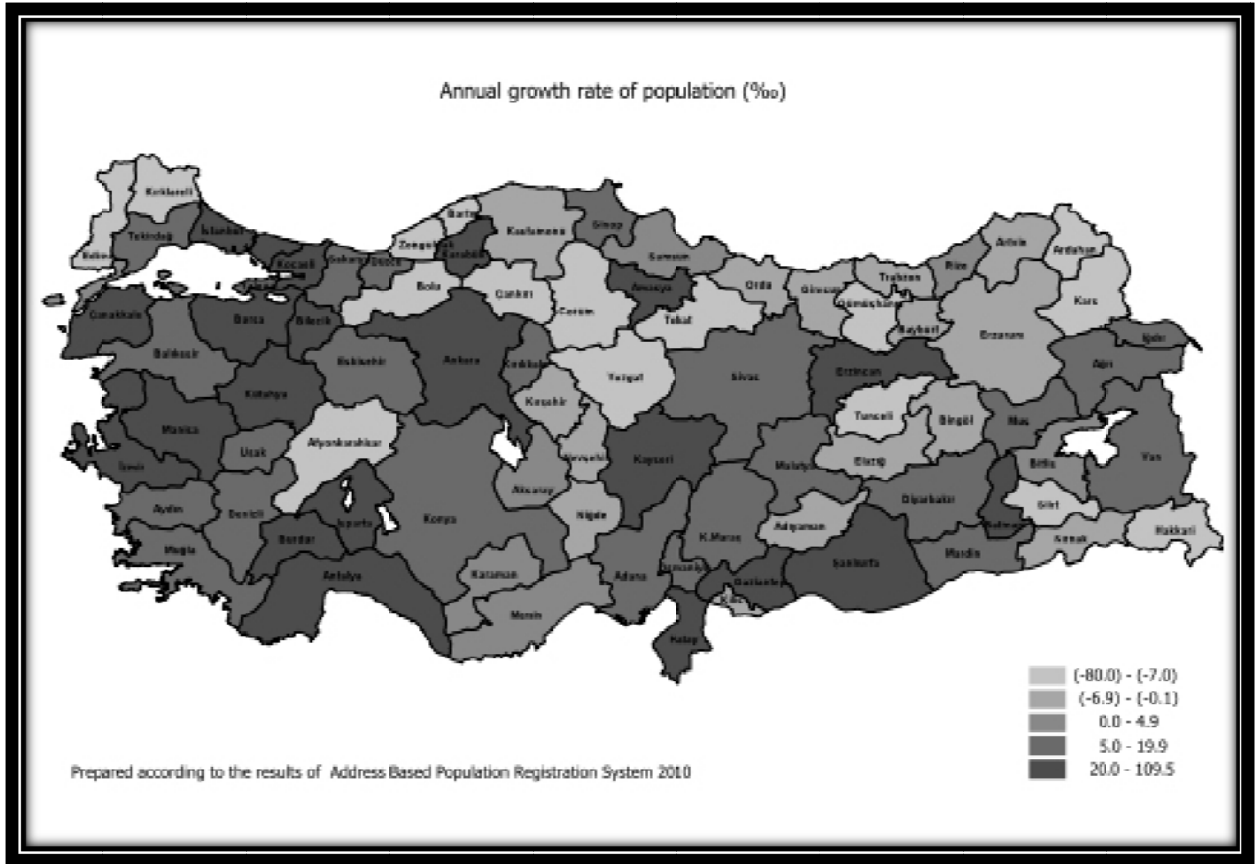 Annual growth rate of population (‰)
Kırklareli
Edirne
Tekirdağ
İstanbul
Kocaeli
Sakarya
Düzce
Zonguldak
Bartın
Karabük
Kastamonu
Sinop
Samsun
Bolu
Çankırı
Çorum
Amasya
Tokat
Ordu
Giresun
Trabzon
Gümüşhane
Bayburt
Rize
Artvin
Ardahan
Kars
Erzurum
Iğdır
Ağrı
Çanakkale
Balıkesir
Bursa
Bilecik
Eskişehir
Ankara
Kırıkkale
Yozgat
Sivas
Erzincan
Tunceli
Bingöl
Muş
Kütahya
Manisa
Uşak
Afyonkarahisar
Kırşehir
Nevşehir
Kayseri
Malatya
Elazığ
Bitlis
Van
İzmir
Aydın
Denizli
Isparta
Konya
Aksaray
Niğde
K.Maraş
Adıyaman
Diyarbakır
Batman
Siirt
Hakkari
Muğla
Burdur
Antalya
Karaman
Mersin
Adana
Osmaniye
Gaziantep
Şanlıurfa
Mardin
Şırnak
Kilis
Hatay
(-80.0) - (-7.0)
(-6.9) - (-0.1)
0.0 - 4.9
5.0 - 19.9
20.0 - 109.5
Prepared according to the results of Address Based Population Registration System 2010